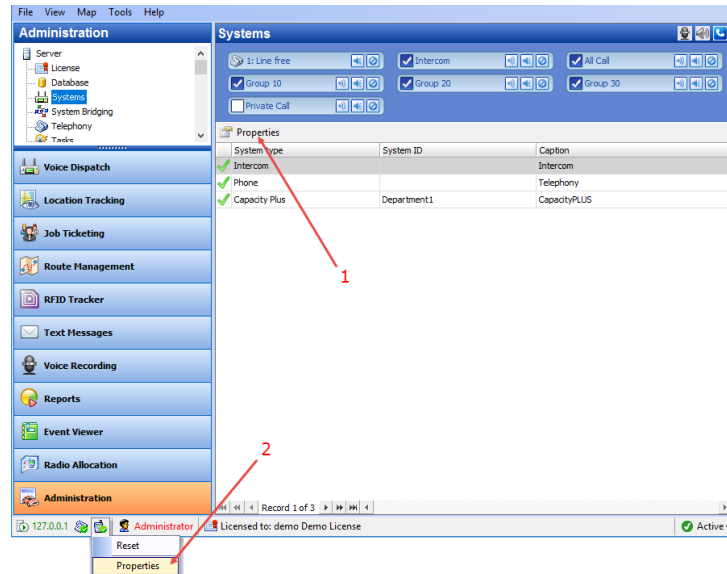 File View Map Tools Help
Administration
Systems
Server
License
Database
Systems
System Bridging
Telephony
Tasks
1: Line free
Intercom
All Call
Group 10
Group 20
Group 30
Private Call
Properties
System type System ID Caption
Intercom Intercom
Phone Telephony
Capacity Plus Department1 CapacityPLUS
1
Voice Dispatch
Location Tracking
Job Ticketing
Route Management
RFID Tracker
Text Messages
Voice Recording
Reports
Event Viewer
Radio Allocation
Administration
2
Record 1 of 3
127.0.0.1 Administrator Licensed to: demo Demo License Active
Reset
Properties